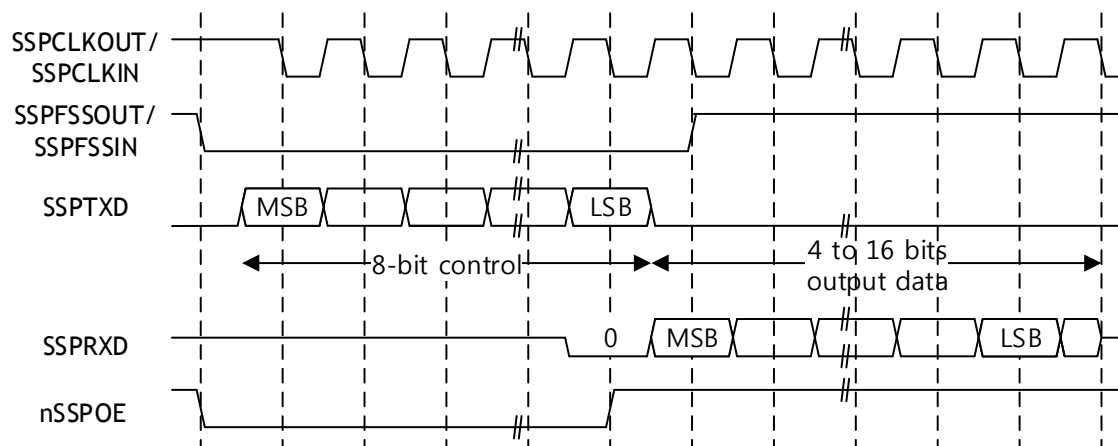 SSPCLKOUT/
SSPCLKIN
SSPFSSOUT/
SSPFSSIN
SSPTXD
MSB
LSB
8-bit control
4 to 16 bits
output data
SSPRXD
0
MSB
LSB
nSSPOE